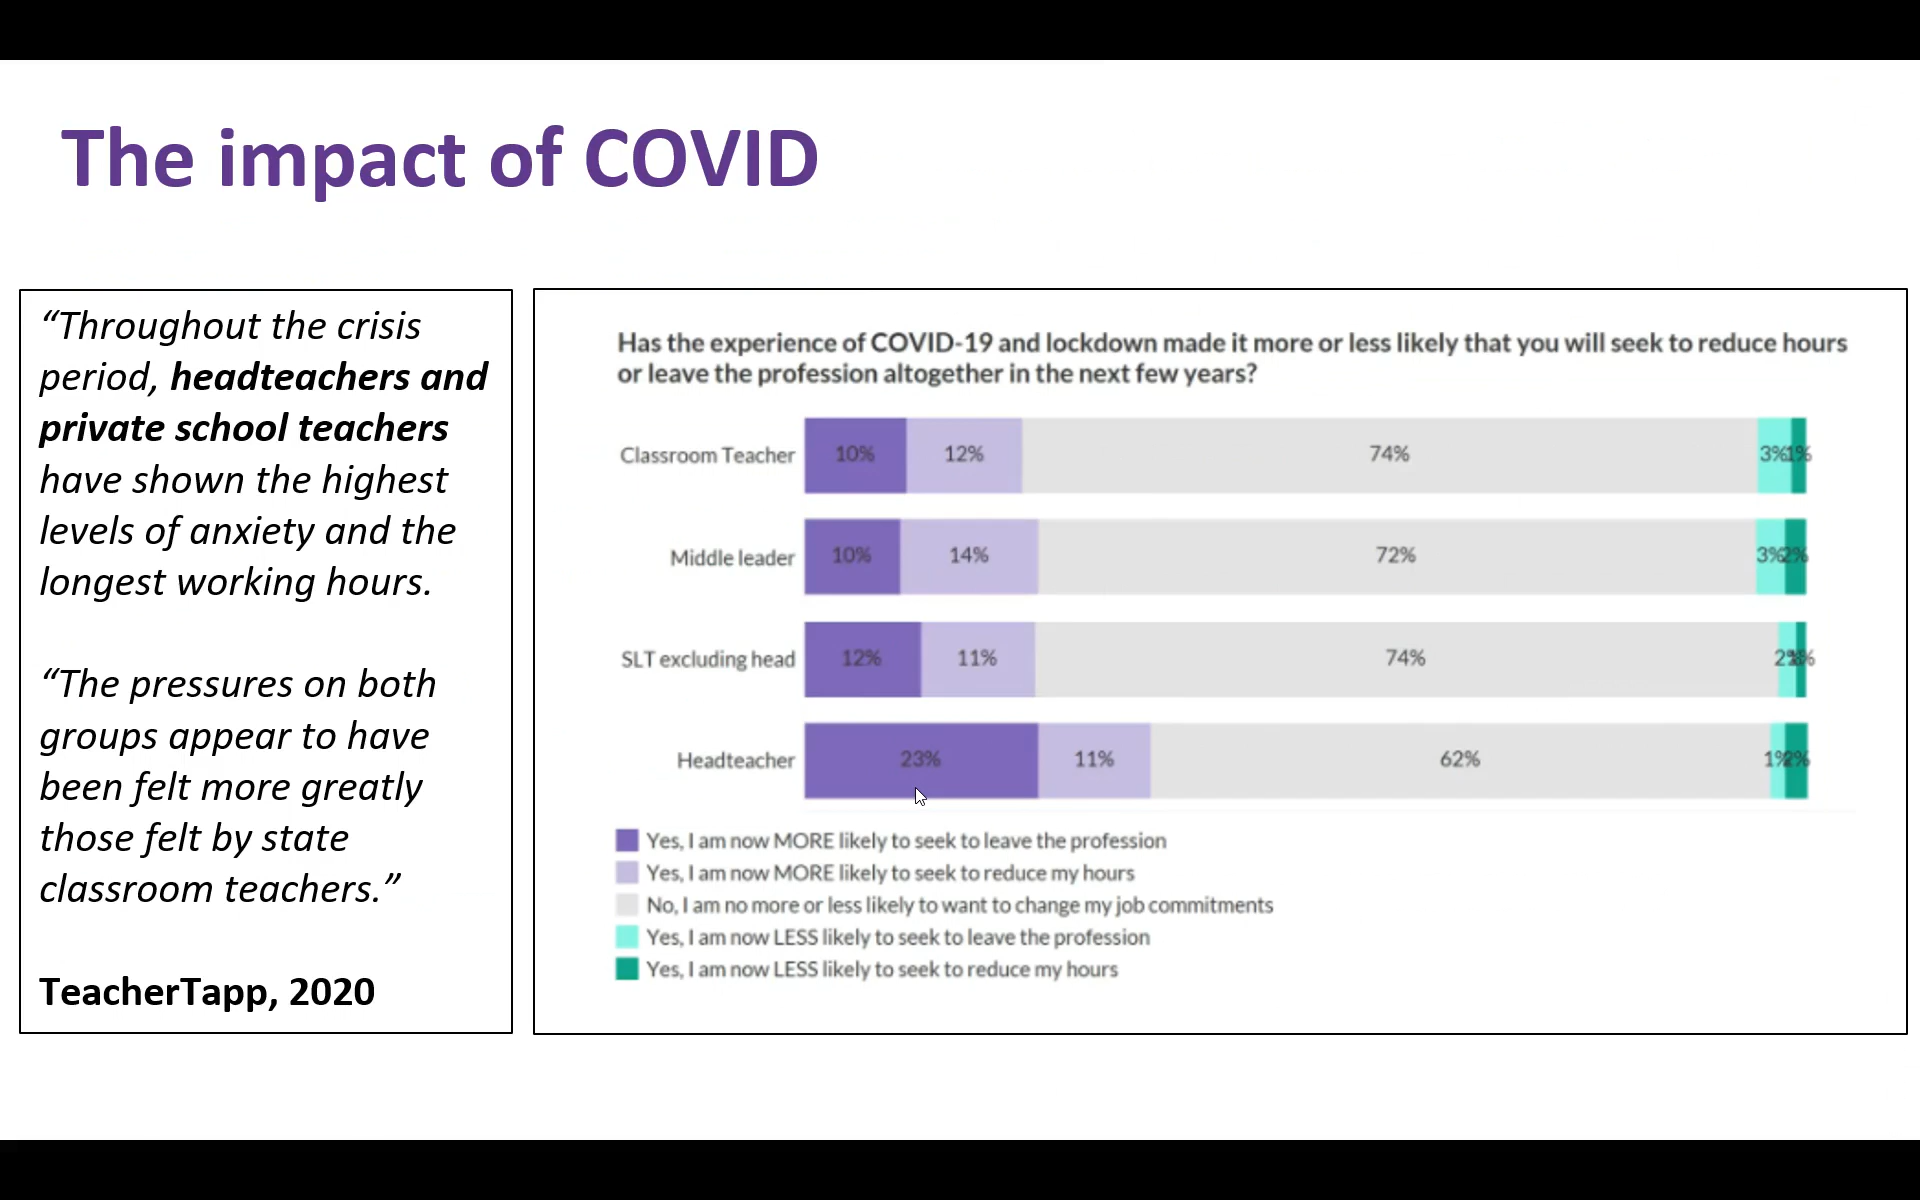 The impact of COVID
“Throughout the crisis
period, headteachers and
private school teachers
have shown the highest
levels of anxiety and the
longest working hours.
“The pressures on both
groups appear to have
been felt more greatly
those felt by state
classroom teachers.”
TeacherTapp, 2020
Has the experience of COVID-19 and lockdown made it more or less likely that you will seek to reduce hours
or leave the profession altogether in the next few years?
Classroom Teacher 10% 12% 74% 3% 1%
Middle leader 10% 14% 72% 3% 2%
SLT excluding head 12% 11% 74% 2% 1%
Headteacher 23% 11% 62% 1% 2%
Yes, I am now MORE likely to seek to leave the profession
Yes, I am now MORE likely to seek to reduce my hours
No, I am no more or less likely to want to change my job commitments
Yes, I am now LESS likely to seek to leave the profession
Yes, I am now LESS likely to seek to reduce my hours